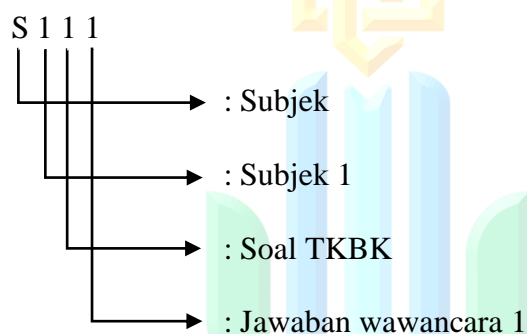 S 1 1 1
: Subjek
: Subjek 1
: Soal TKBK
: Jawaban wawancara 1